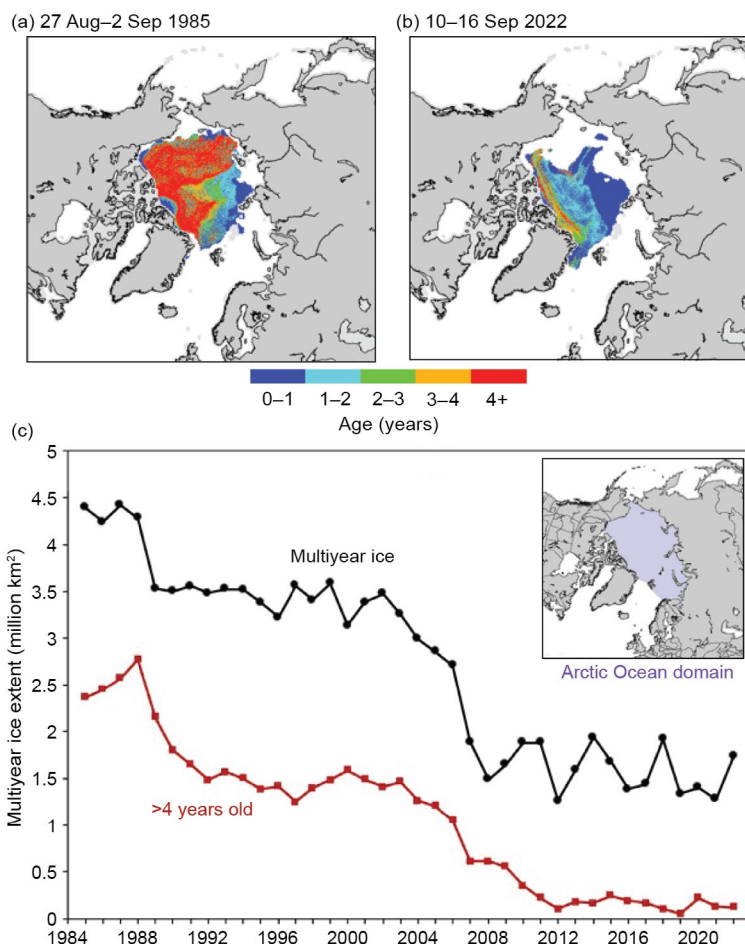 (a) 27 Aug–2 Sep 1985
(b) 10–16 Sep 2022
0–1 1–2 2–3 3–4 4+
Age (years)
(c)
Multiyear ice extent (million km²)
5
4.5
4
3.5
3
2.5
2
1.5
1
0.5
0
Multiyear ice
>4 years old
Arctic Ocean domain
1984 1988 1992 1996 2000 2004 2008 2012 2016 2020